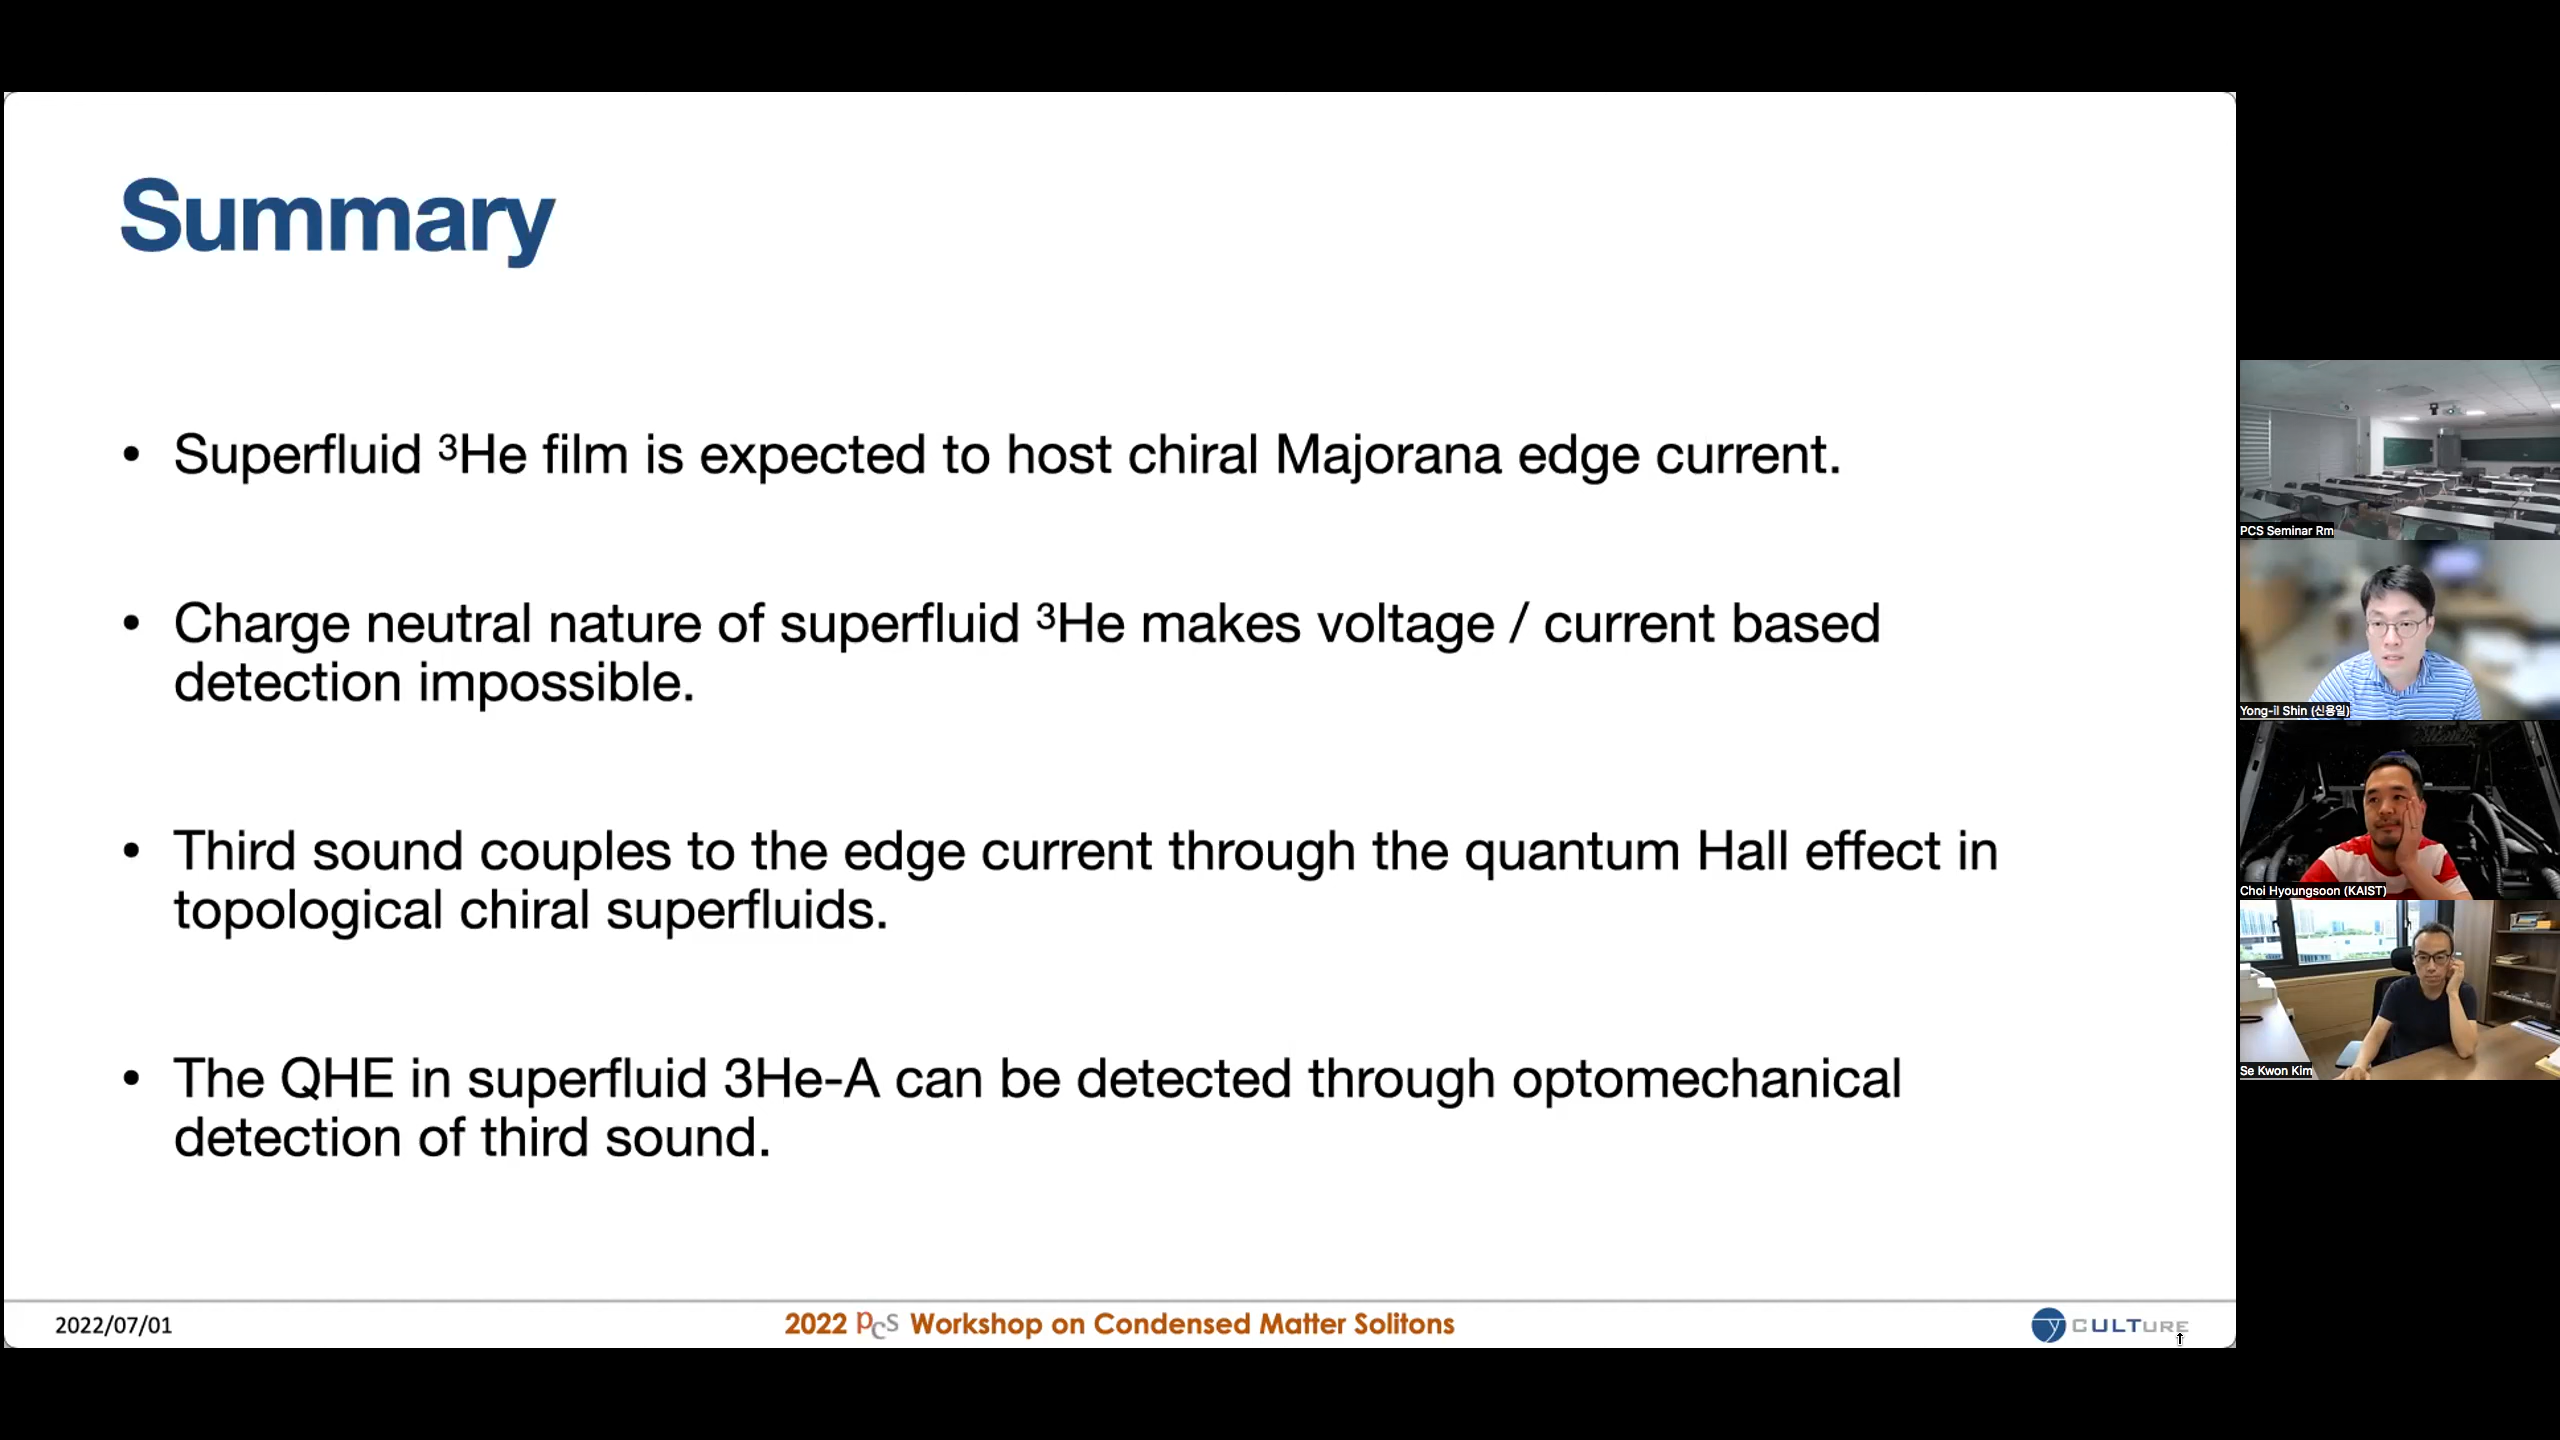 Summary
• Superfluid ³He film is expected to host chiral Majorana edge current.
• Charge neutral nature of superfluid ³He makes voltage / current based
detection impossible.
• Third sound couples to the edge current through the quantum Hall effect in
topological chiral superfluids.
• The QHE in superfluid 3He-A can be detected through optomechanical
detection of third sound.
2022/07/01
2022 PCS Workshop on Condensed Matter Solitons
CULTURE
PCS Seminar Rm
Yong-il Shin (신용일)
Choi Hyoungsoon (KAIST)
Se Kwon Kim